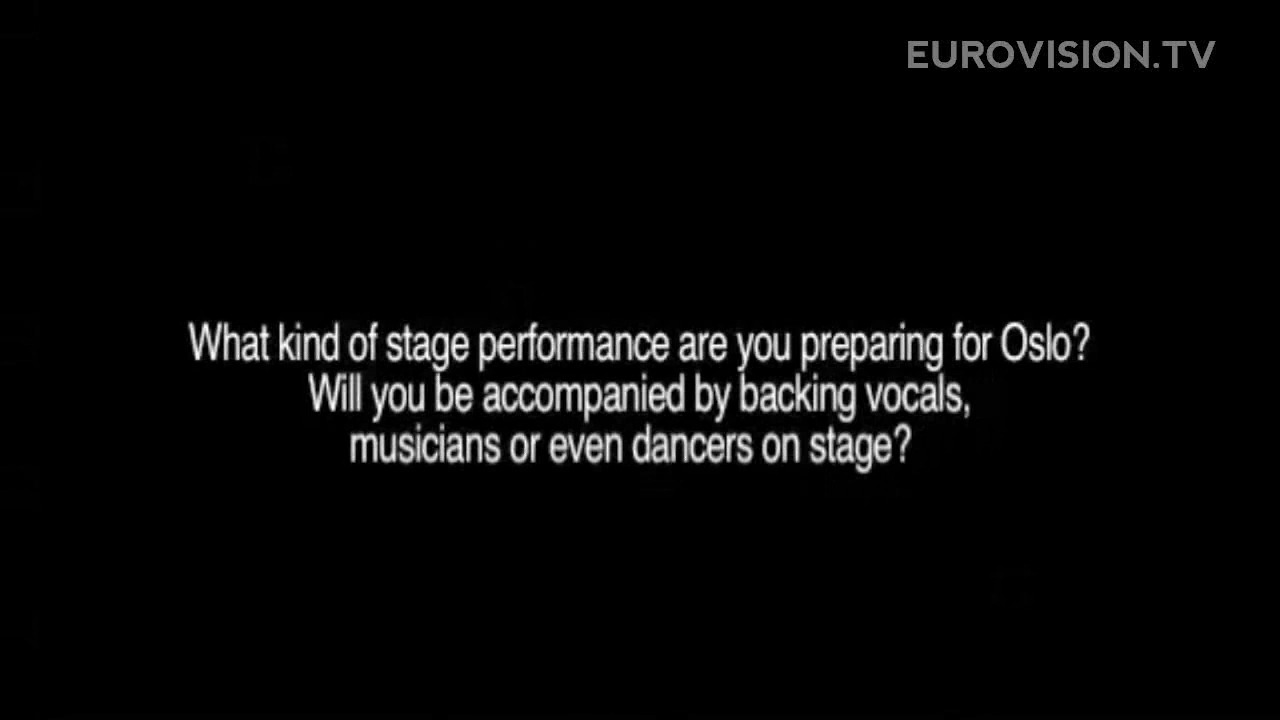 EUROVISION.TV
What kind of stage performance are you preparing for Oslo?
Will you be accompanied by backing vocals,
musicians or even dancers on stage?